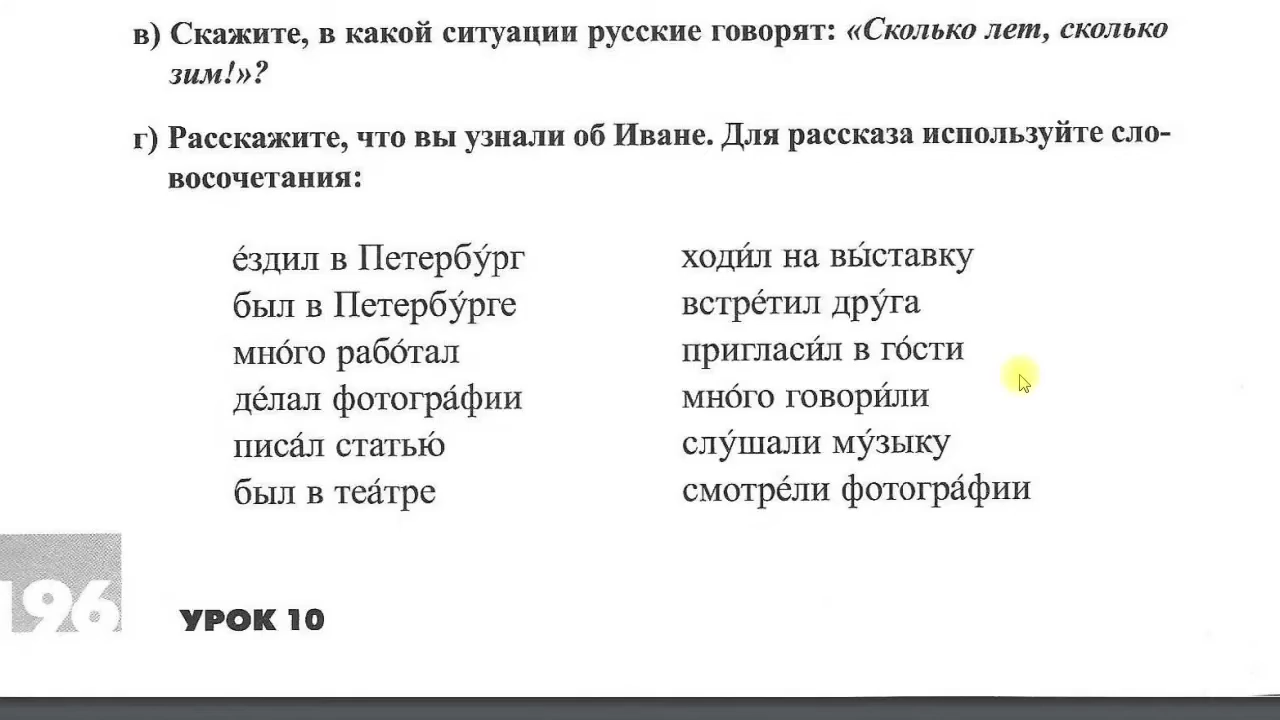 в) Скажите, в какой ситуации русские говорят: «Сколько лет, сколько
зим!»?
г) Расскажите, что вы узнали об Иване. Для рассказа используйте сло-
восочетания:
е́здил в Петербу́рг
был в Петербу́рге
мно́го рабо́тал
де́лал фотогра́фии
писа́л статью́
был в теа́тре
ходи́л на вы́ставку
встре́тил дру́га
пригласи́л в го́сти
мно́го говори́ли
слу́шали му́зыку
смотре́ли фотогра́фии
196
УРОК 10